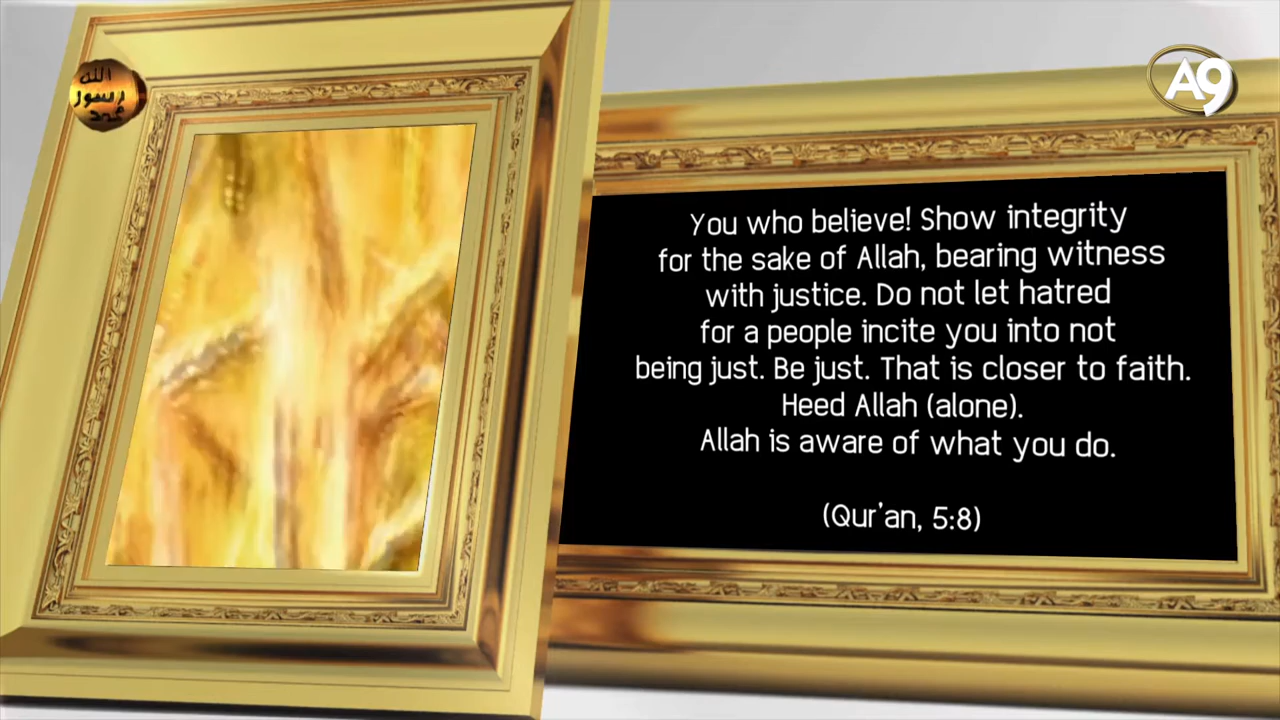 الله
رسول
محمد
A9
You who believe! Show integrity
for the sake of Allah, bearing witness
with justice. Do not let hatred
for a people incite you into not
being just. Be just. That is closer to faith.
Heed Allah (alone).
Allah is aware of what you do.
(Qur'an, 5:8)